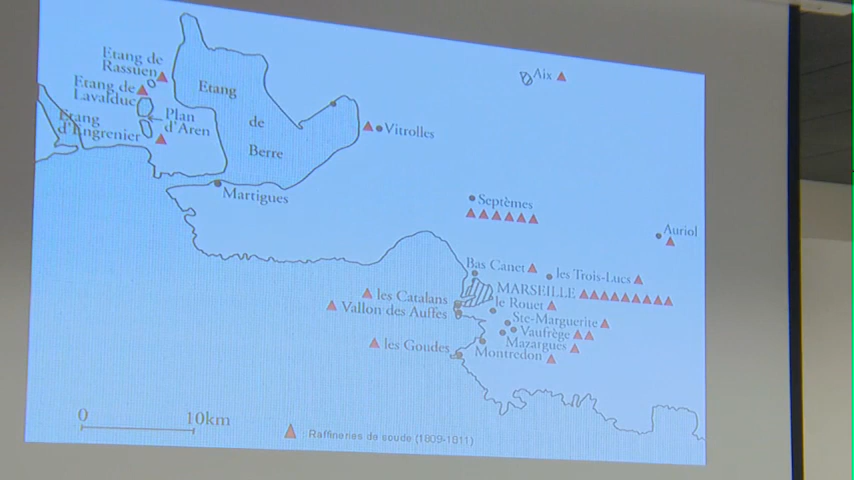 Etang de
Rassuen
Etang de
Lavalduc
Plan
d'Aren
Etang
d'Engrenier
Etang
de
Berre
Martigues
Vitrolles
Aix
Septèmes
Auriol
Bas Canet
les Trois-Lucs
MARSEILLE
les Catalans
le Rouet
Vallon des Auffes
Ste-Marguerite
Vaufrège
Mazargues
les Goudes
Montredon
0
10km
Raffineries de soude (1809-1811)